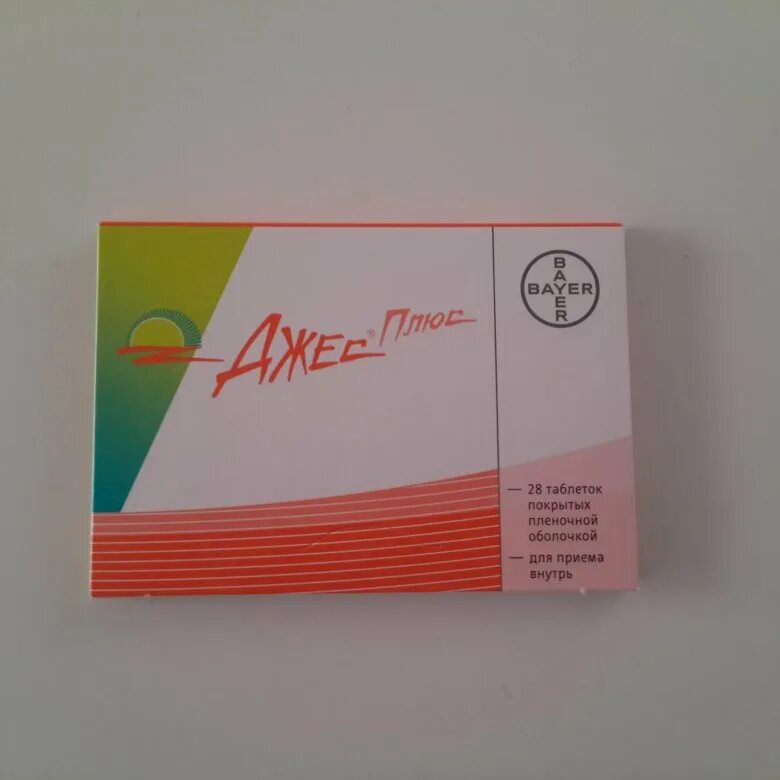 Джес® Плюс
BAYER
BAYER
— 28 таблеток
покрытых
пленочной
оболочкой
— для приема
внутрь